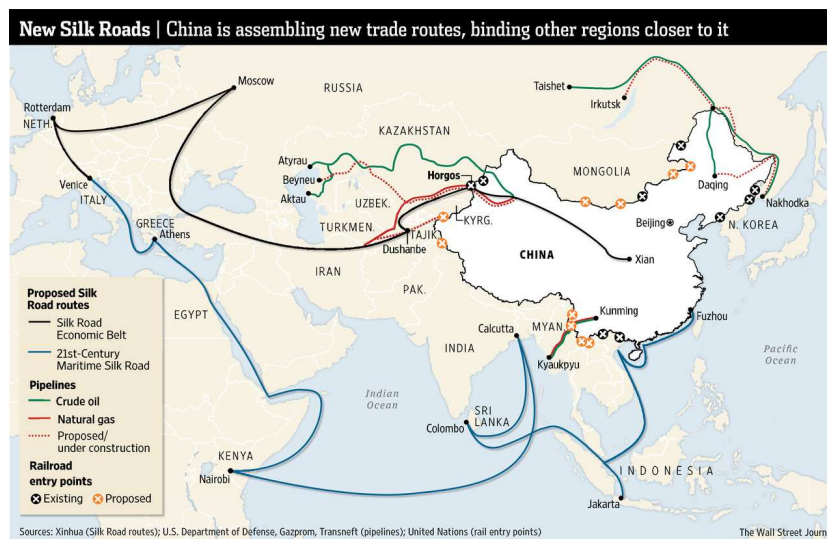 New Silk Roads | China is assembling new trade routes, binding other regions closer to it
Moscow
RUSSIA
Taishet
Irkutsk
Rotterdam
NETH.
KAZAKHSTAN
MONGOLIA
Atyrau
Beyneu
Aktau
Horgos
Daqing
Venice
ITALY
UZBEK.
Nakhodka
GREECE
Athens
TURKMEN.
KYRG.
Beijing
N. KOREA
TAJIK.
Dushanbe
CHINA
Xian
IRAN
PAK.
EGYPT
Kunming
Fuzhou
Calcutta
MYAN.
INDIA
Kyaukpyu
Pacific
Ocean
Indian
Ocean
SRI
LANKA
Colombo
KENYA
Nairobi
INDONESIA
Jakarta
Proposed Silk
Road routes
Silk Road
Economic Belt
21st-Century
Maritime Silk Road
Pipelines
Crude oil
Natural gas
Proposed/
under construction
Railroad
entry points
Existing
Proposed
Sources: Xinhua (Silk Road routes); U.S. Department of Defense, Gazprom, Transneft (pipelines); United Nations (rail entry points)
The Wall Street Journ